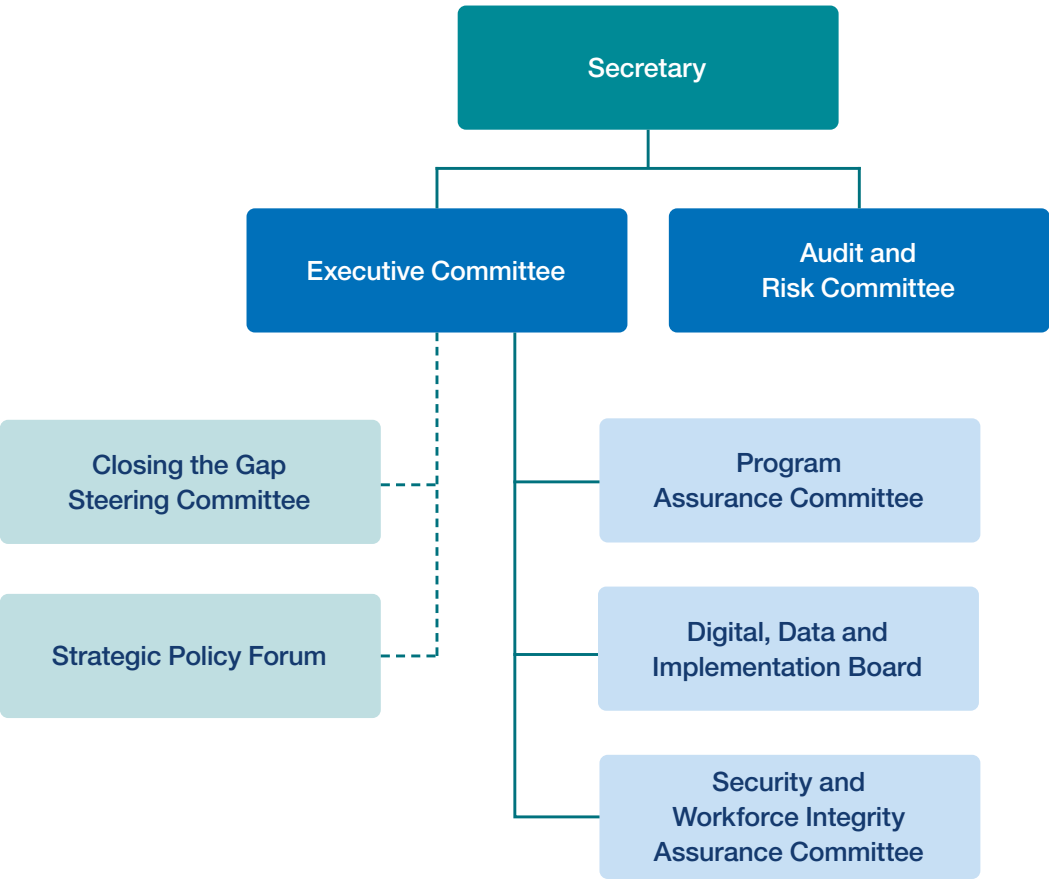 Secretary
Executive Committee
Audit and
Risk Committee
Closing the Gap
Steering Committee
Strategic Policy Forum
Program
Assurance Committee
Digital, Data and
Implementation Board
Security and
Workforce Integrity
Assurance Committee